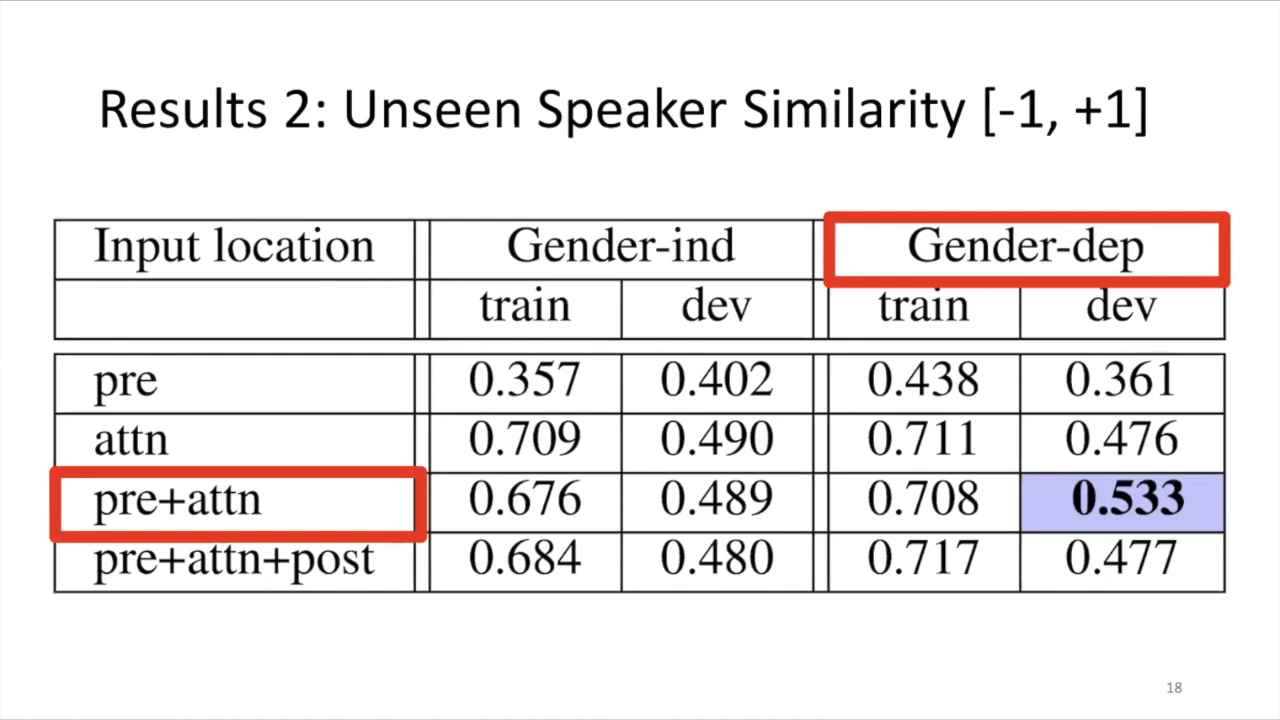 Results 2: Unseen Speaker Similarity [-1, +1]
Input location Gender-ind Gender-dep
train dev train dev
pre 0.357 0.402 0.438 0.361
attn 0.709 0.490 0.711 0.476
pre+attn 0.676 0.489 0.708 0.533
pre+attn+post 0.684 0.480 0.717 0.477
18